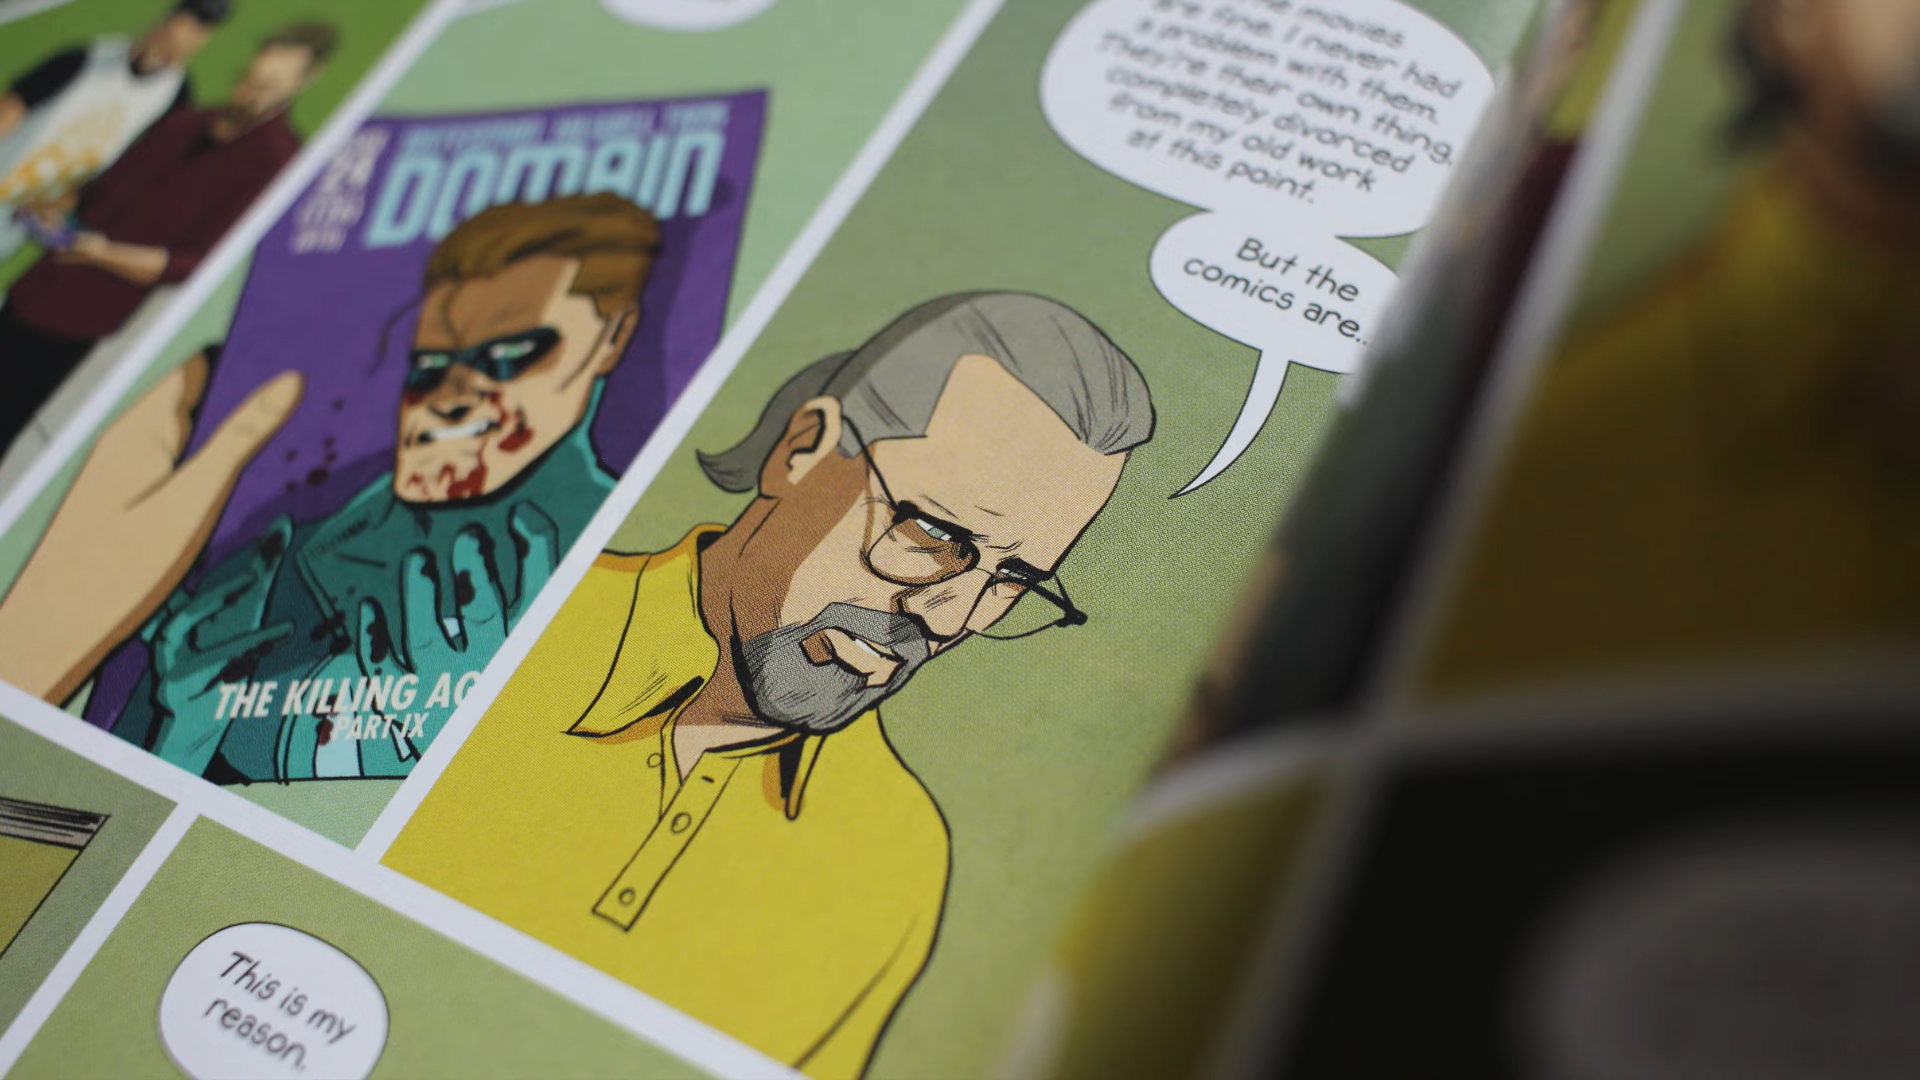 DOMAIN
24
THE KILLING
PART IX
movies
are fine. I never had
a problem with them.
They're their own thing,
completely divorced
from my old work
at this point.
But the
comics are..
This is my
reason.